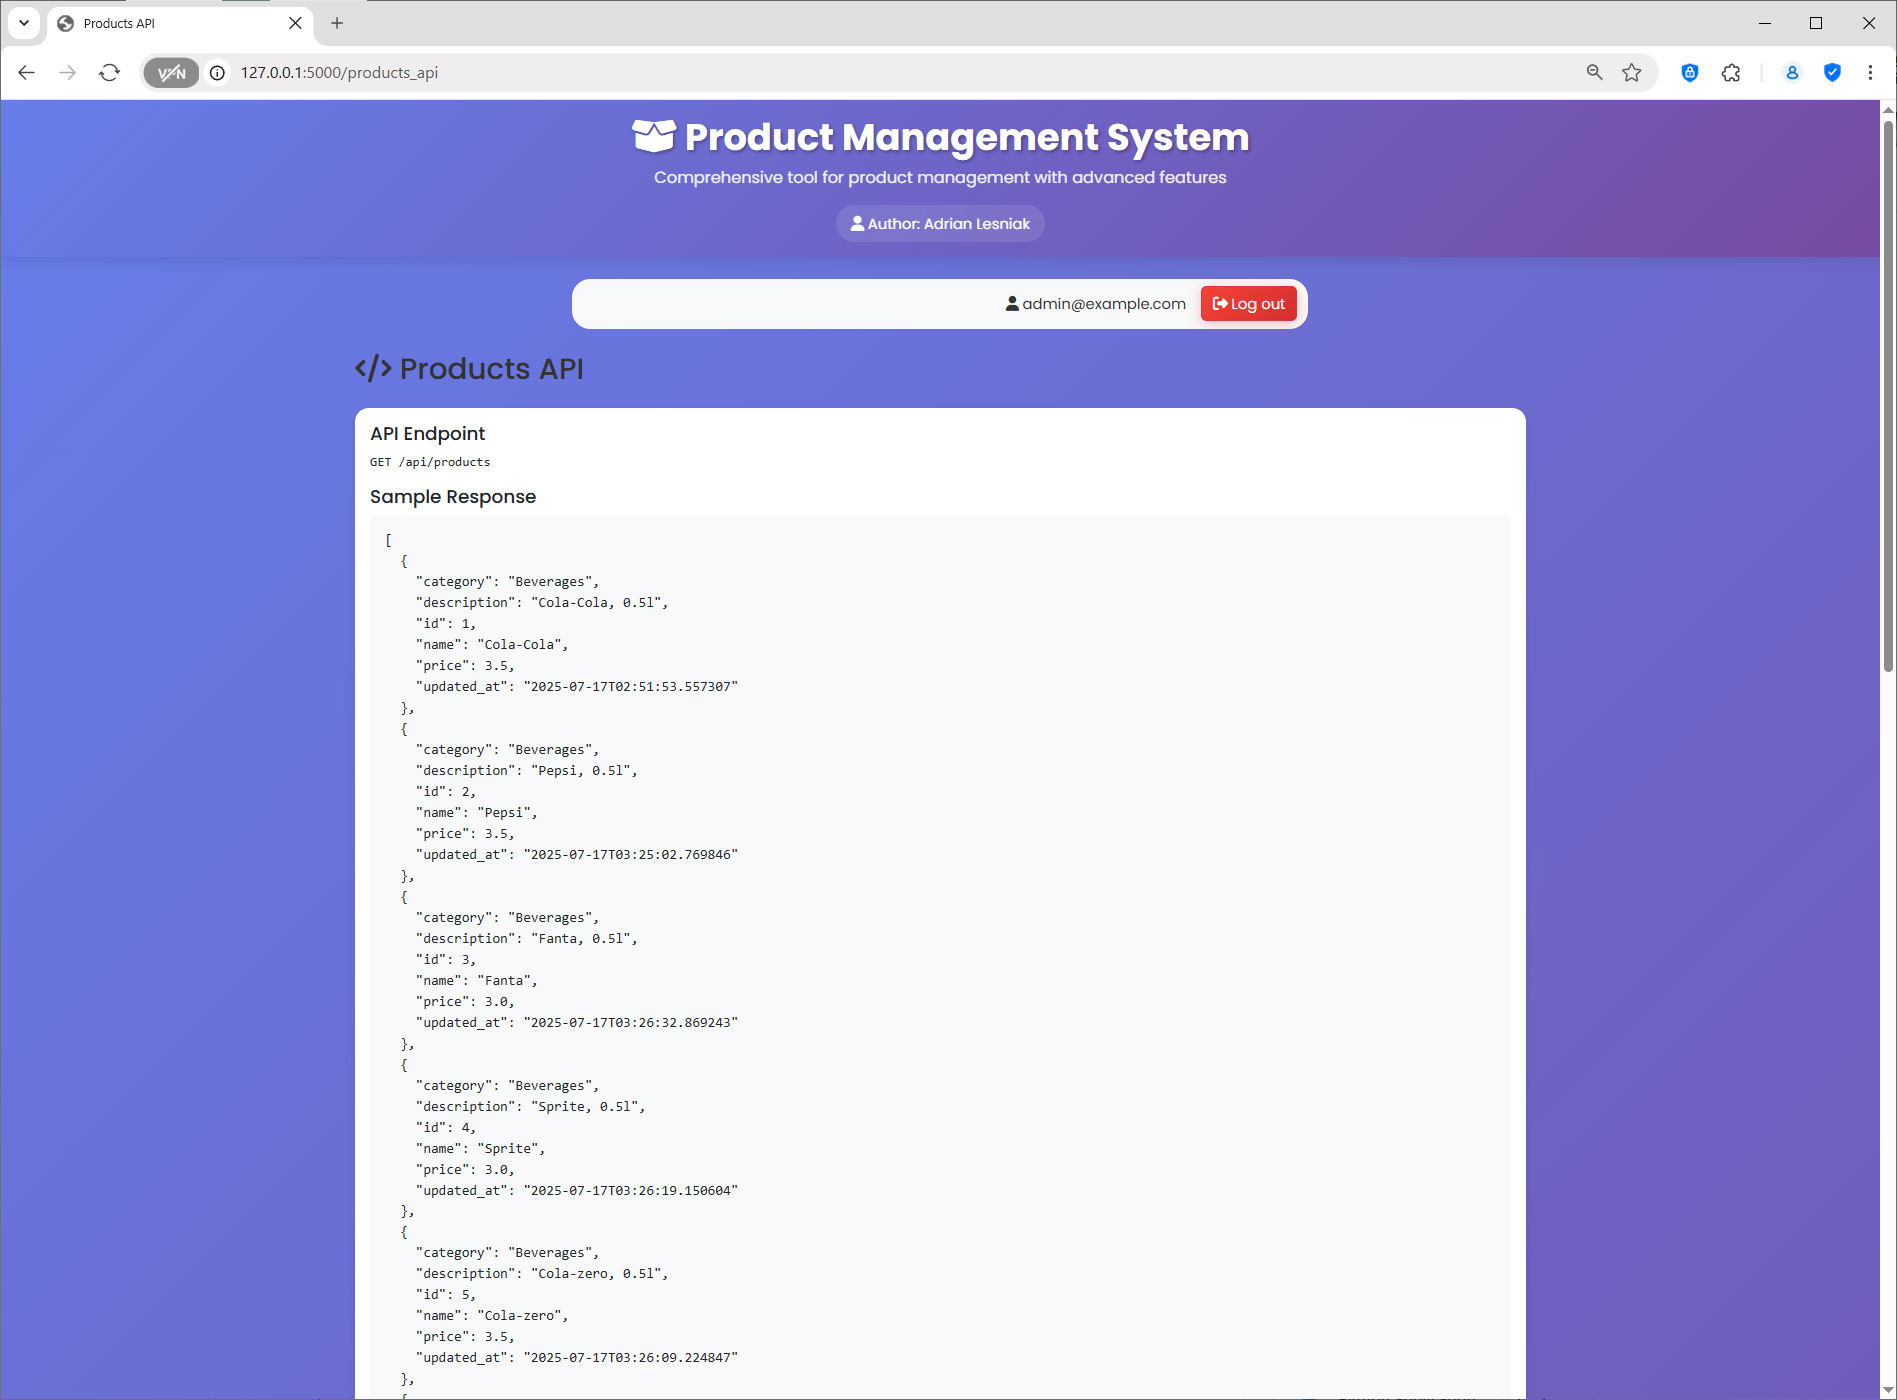 Products API
VPN
127.0.0.1:5000/products_api
Product Management System
Comprehensive tool for product management with advanced features
Author: Adrian Lesniak
admin@example.com
Log out
</> Products API
API Endpoint
GET /api/products
Sample Response
[
{
"category": "Beverages",
"description": "Cola-Cola, 0.5l",
"id": 1,
"name": "Cola-Cola",
"price": 3.5,
"updated_at": "2025-07-17T02:51:53.557307"
},
{
"category": "Beverages",
"description": "Pepsi, 0.5l",
"id": 2,
"name": "Pepsi",
"price": 3.5,
"updated_at": "2025-07-17T03:25:02.769846"
},
{
"category": "Beverages",
"description": "Fanta, 0.5l",
"id": 3,
"name": "Fanta",
"price": 3.0,
"updated_at": "2025-07-17T03:26:32.869243"
},
{
"category": "Beverages",
"description": "Sprite, 0.5l",
"id": 4,
"name": "Sprite",
"price": 3.0,
"updated_at": "2025-07-17T03:26:19.150604"
},
{
"category": "Beverages",
"description": "Cola-zero, 0.5l",
"id": 5,
"name": "Cola-zero",
"price": 3.5,
"updated_at": "2025-07-17T03:26:09.224847"
},
{